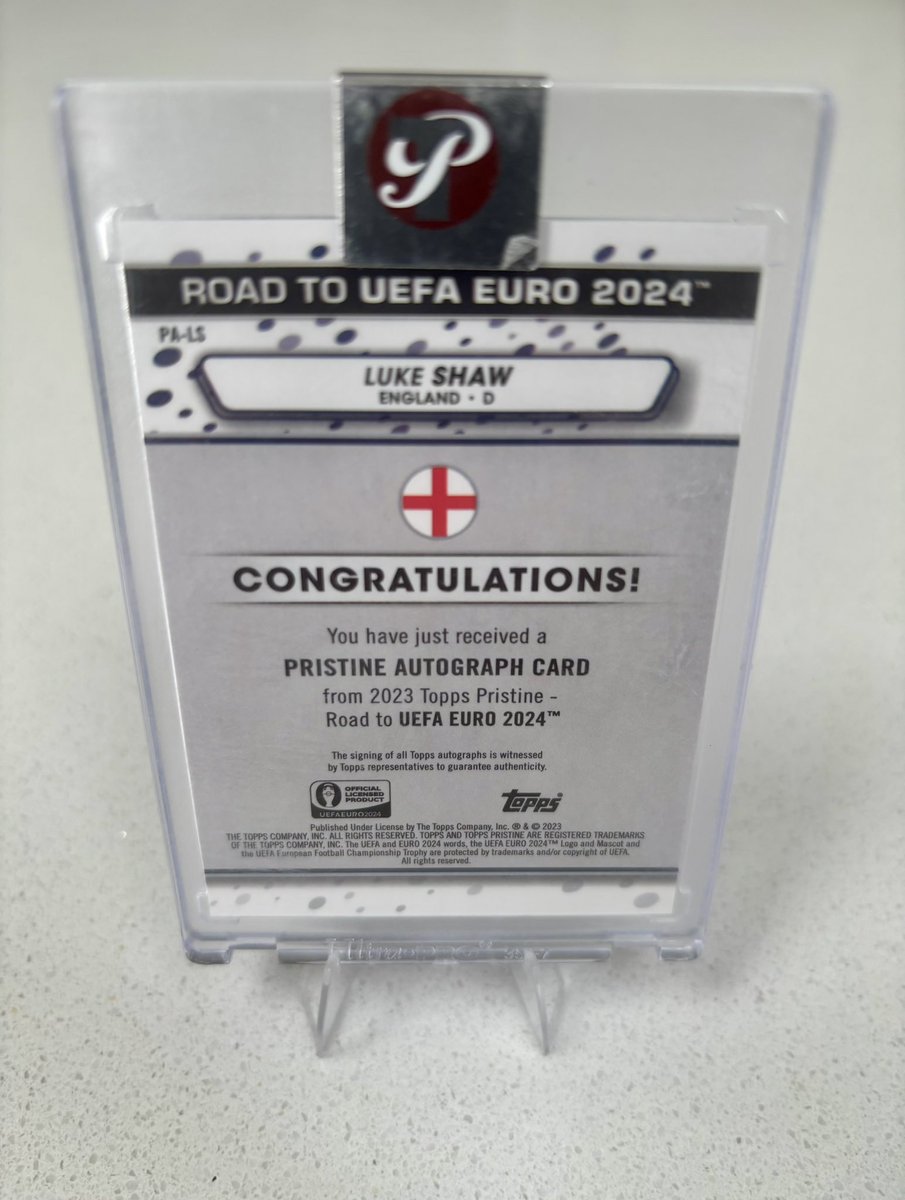 P
ROAD TO UEFA EURO 2024™
PA-LS
LUKE SHAW
ENGLAND • D
CONGRATULATIONS!
You have just received a
PRISTINE AUTOGRAPH CARD
from 2023 Topps Pristine -
Road to UEFA EURO 2024™
The signing of all Topps autographs is witnessed
by Topps representatives to guarantee authenticity.
OFFICIAL
LICENSED
PRODUCT
UEFA EURO2024
Topps®
Published Under License by The Topps Company, Inc. ® & © 2023
THE TOPPS COMPANY, INC. ALL RIGHTS RESERVED. TOPPS AND TOPPS PRISTINE ARE REGISTERED TRADEMARKS
OF THE TOPPS COMPANY, INC. The UEFA and EURO 2024 words, the UEFA EURO 2024™ Logo and Mascot and
the UEFA European Football Championship Trophy are protected by trademarks and/or copyright of UEFA.
All rights reserved.